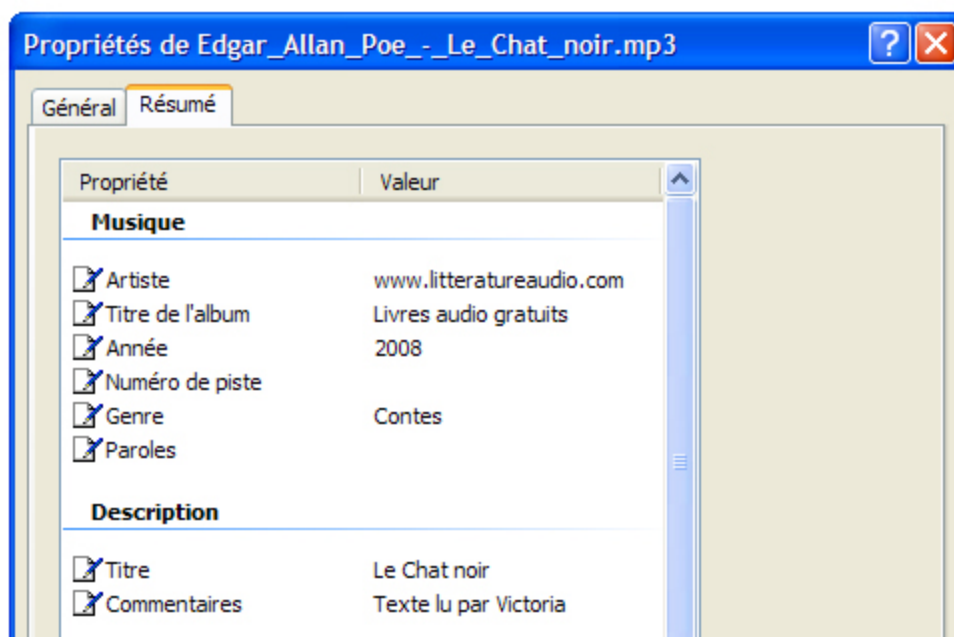 Propriétés de Edgar_Allan_Poe_-_Le_Chat_noir.mp3
Général Résumé
Propriété Valeur
Musique
Artiste www.litteratureaudio.com
Titre de l'album Livres audio gratuits
Année 2008
Numéro de piste
Genre Contes
Paroles
Description
Titre Le Chat noir
Commentaires Texte lu par Victoria